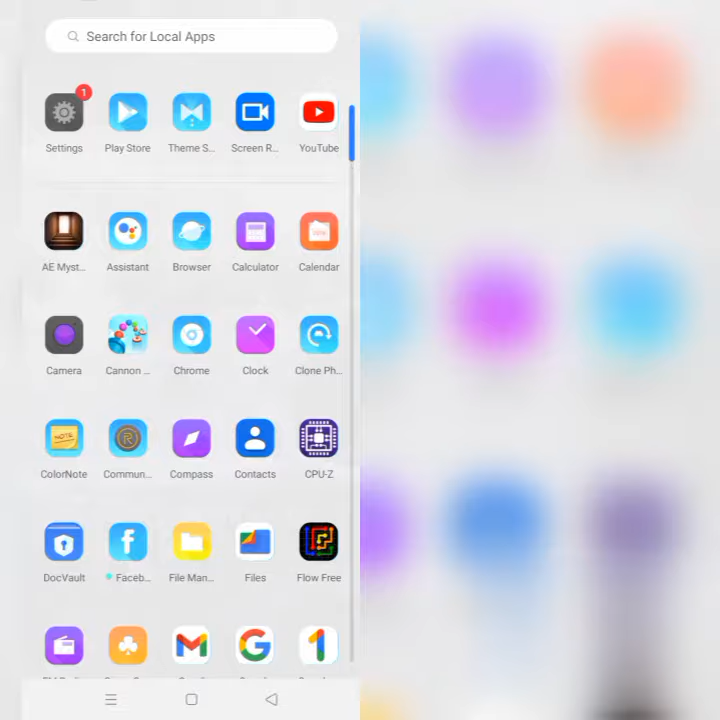 Search for Local Apps
1
Settings Play Store Theme S... Screen R... YouTube
AE Myst... Assistant Browser Calculator Calendar
Camera Cannon ... Chrome Clock Clone Ph...
NOTE
ColorNote Commun... Compass Contacts CPU-Z
DocVault Faceb... File Man... Files Flow Free